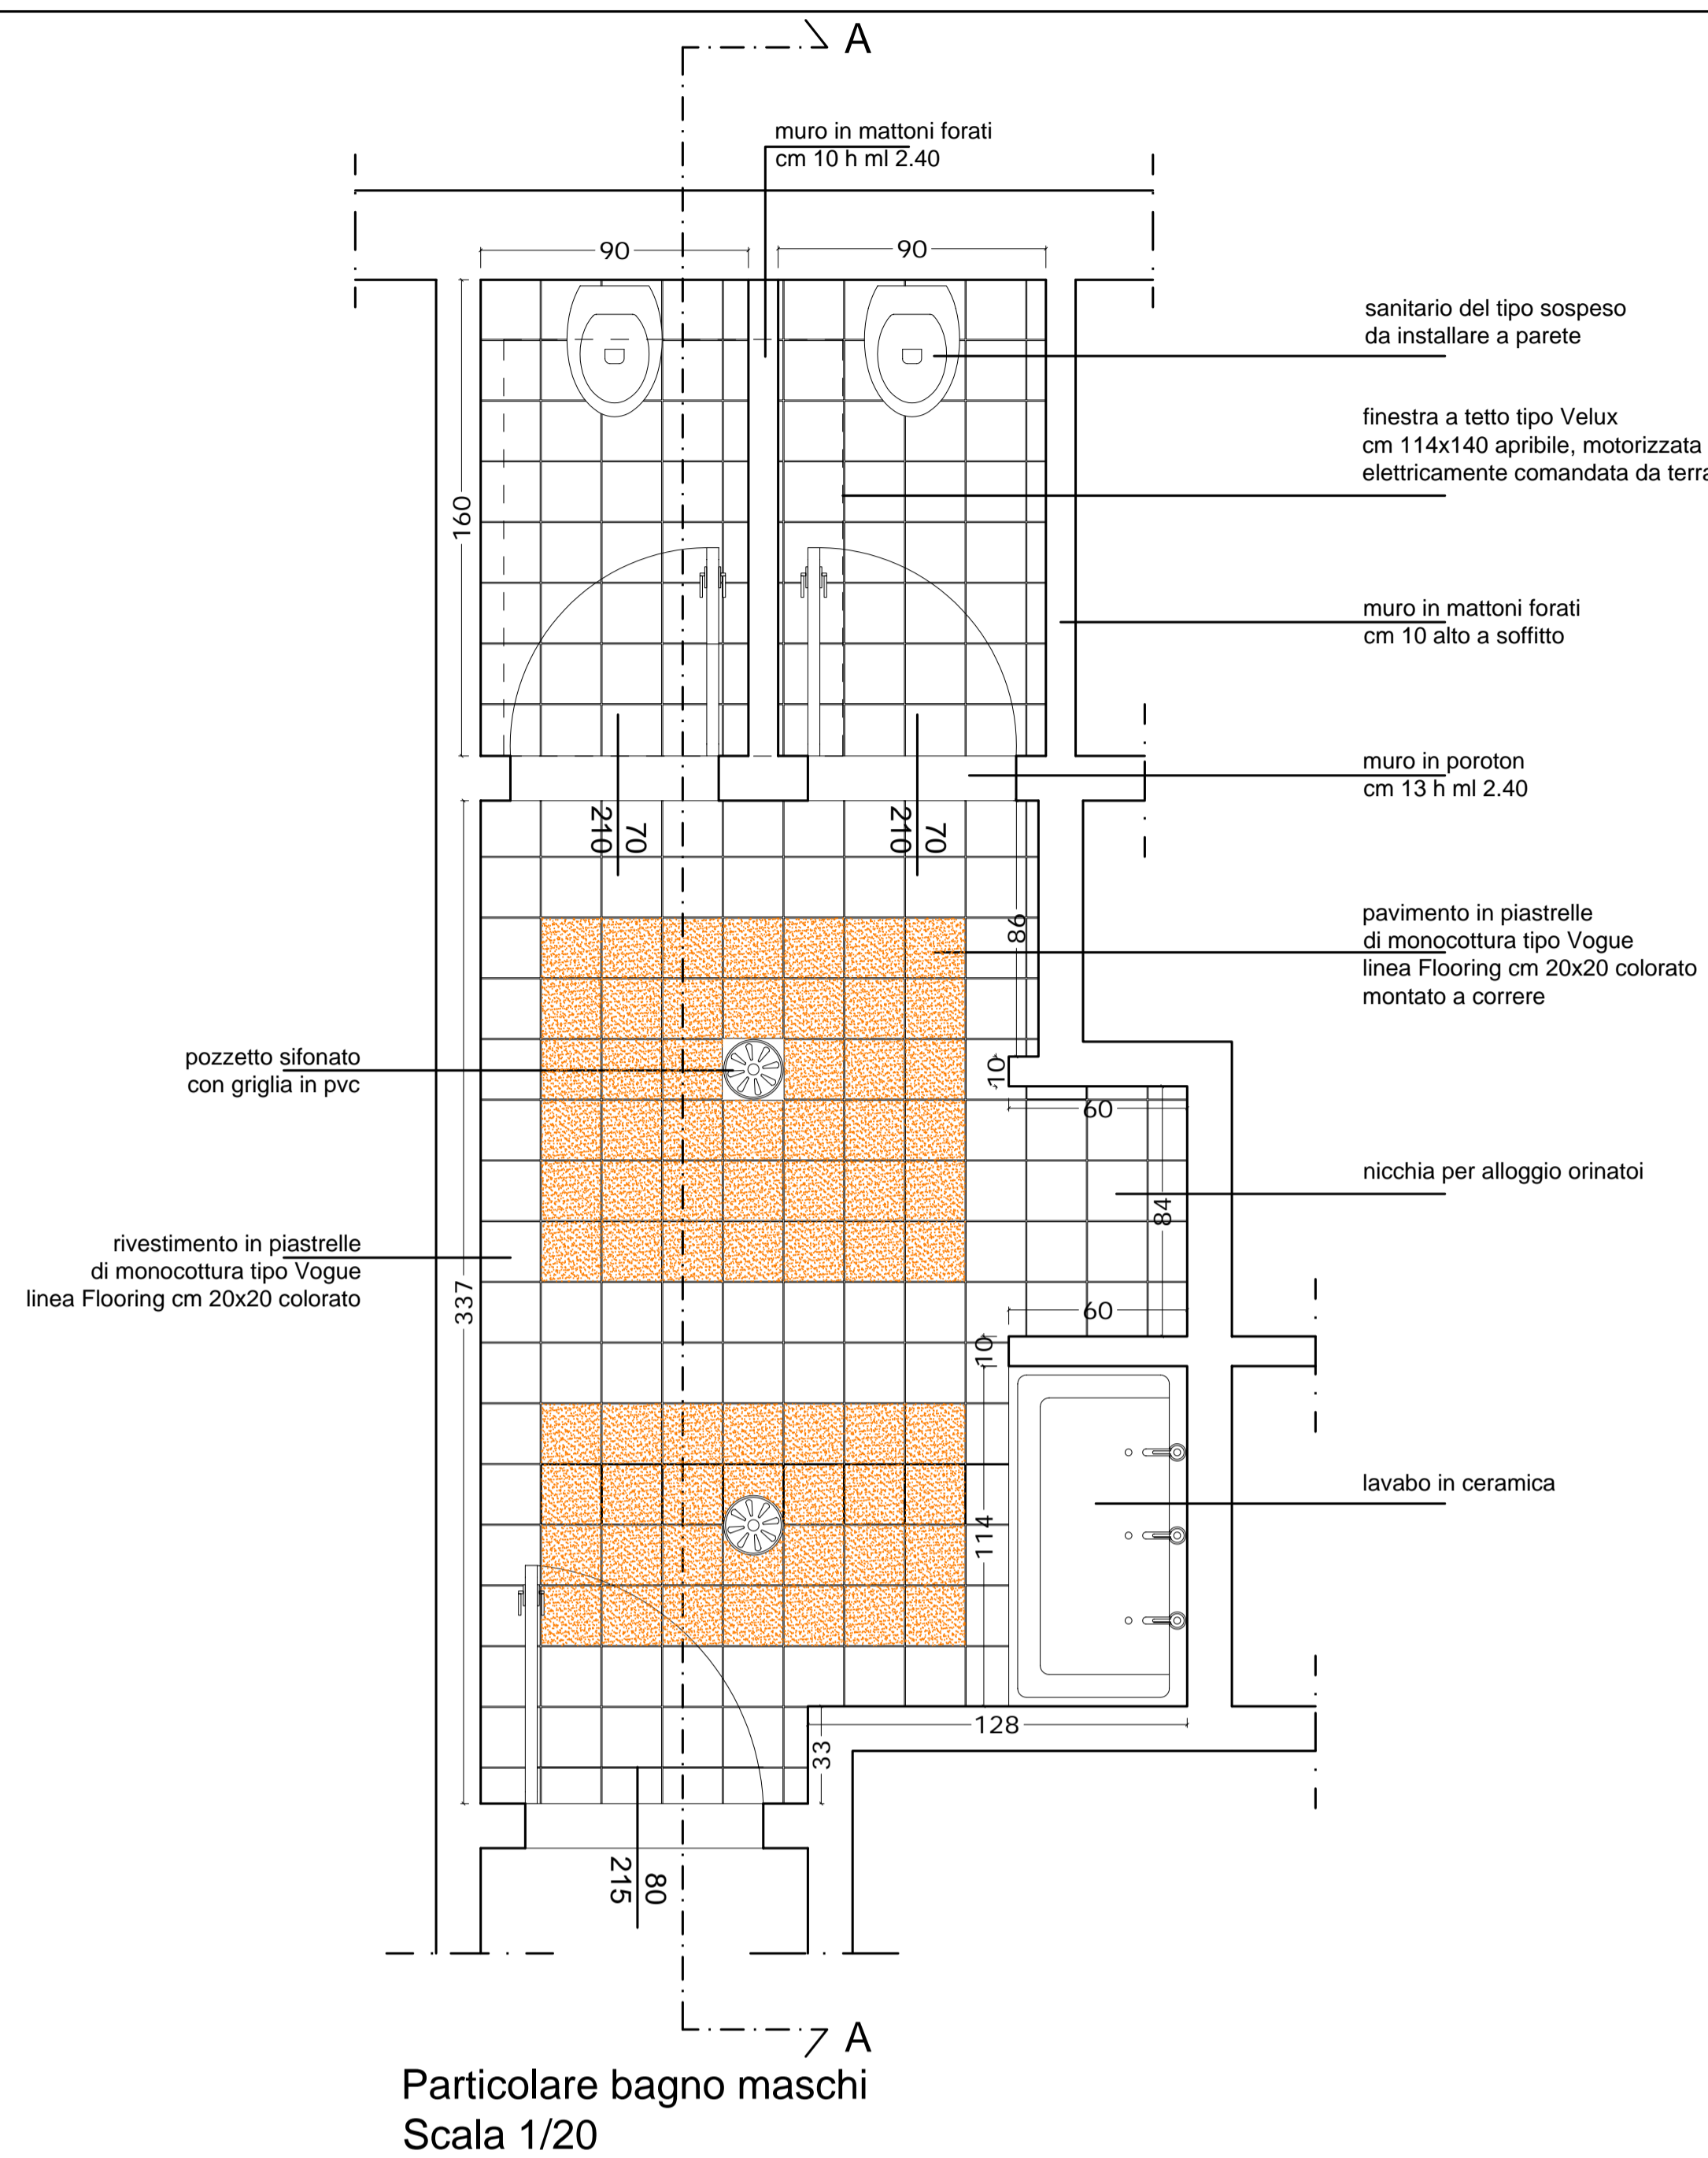 A
muro in mattoni forati
cm 10 h ml 2.40
90
90
sanitario del tipo sospeso
da installare a parete
finestra a tetto tipo Velux
cm 114x140 apribile, motorizzata
elettricamente comandata da terra
160
muro in mattoni forati
cm 10 alto a soffitto
muro in poroton
cm 13 h ml 2.40
70
210
70
210
86
pavimento in piastrelle
di monocottura tipo Vogue
linea Flooring cm 20x20 colorato
montato a correre
pozzetto sifonato
con griglia in pvc
10
60
nicchia per alloggio orinatoi
84
rivestimento in piastrelle
di monocottura tipo Vogue
linea Flooring cm 20x20 colorato
337
60
10
lavabo in ceramica
114
128
33
80
215
A
Particolare bagno maschi
Scala 1/20